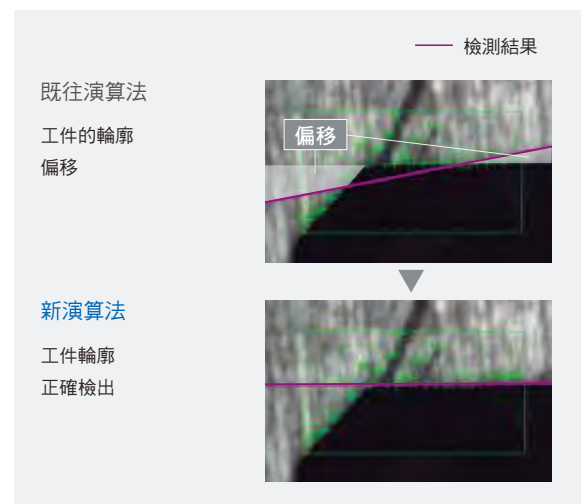 檢測結果
既往演算法
工件的輪廓
偏移
偏移
新演算法
工件輪廓
正確檢出